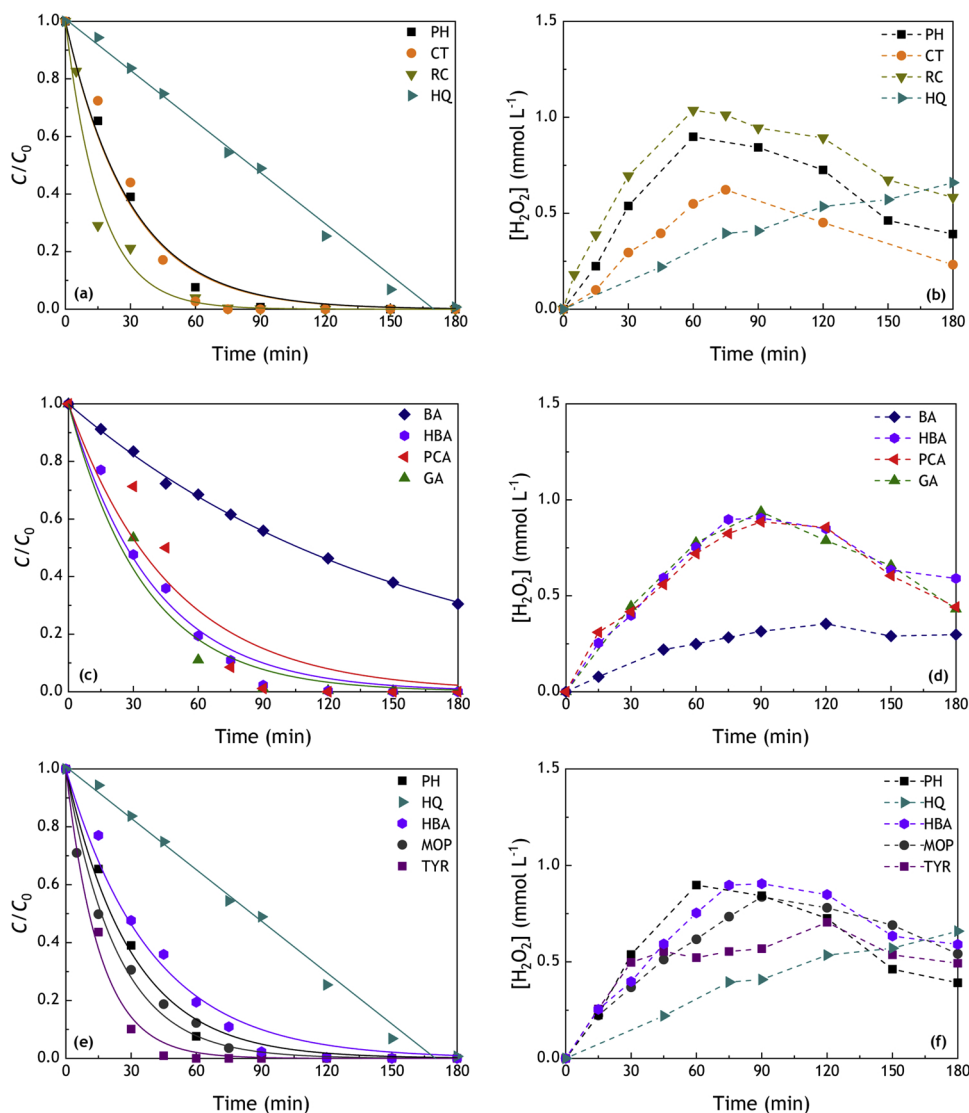 1.0
0.8
0.6
0.4
0.2
0.0
C/C₀
PH
CT
RC
HQ
(a)
0 30 60 90 120 150 180
Time (min)
1.5
1.0
0.5
0.0
[H₂O₂] (mmol L⁻¹)
PH
CT
RC
HQ
(b)
0 30 60 90 120 150 180
Time (min)
1.0
0.8
0.6
0.4
0.2
0.0
C/C₀
BA
HBA
PCA
GA
(c)
0 30 60 90 120 150 180
Time (min)
1.5
1.0
0.5
0.0
[H₂O₂] (mmol L⁻¹)
BA
HBA
PCA
GA
(d)
0 30 60 90 120 150 180
Time (min)
1.0
0.8
0.6
0.4
0.2
0.0
C/C₀
PH
HQ
HBA
MOP
TYR
(e)
0 30 60 90 120 150 180
Time (min)
1.5
1.0
0.5
0.0
[H₂O₂] (mmol L⁻¹)
PH
HQ
HBA
MOP
TYR
(f)
0 30 60 90 120 150 180
Time (min)